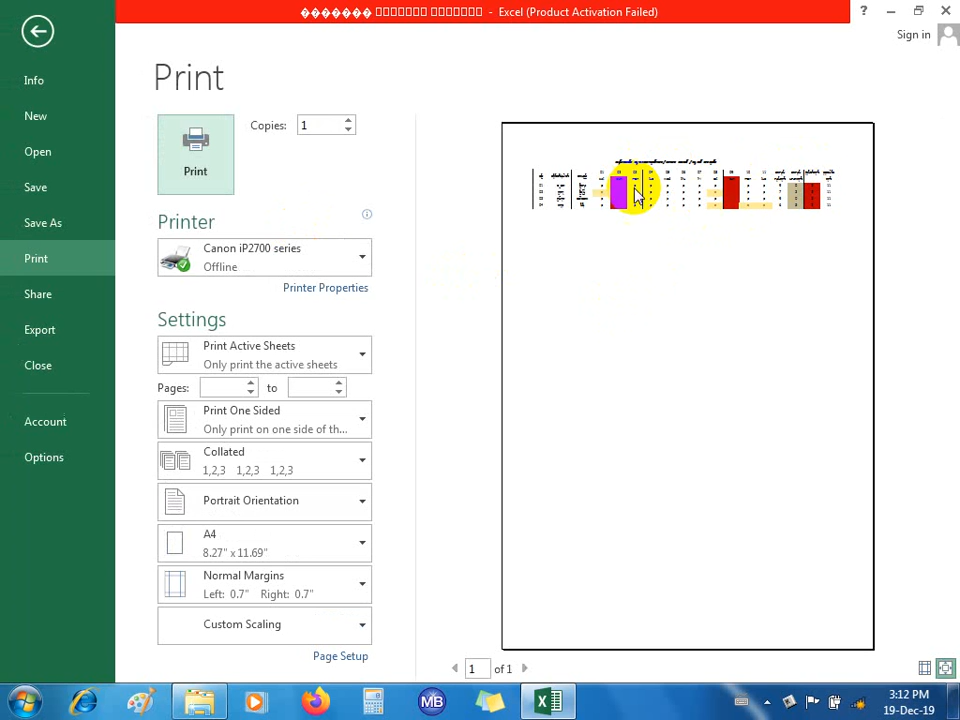 - Excel (Product Activation Failed)
?
Sign in
Info
New
Open
Save
Save As
Print
Share
Export
Close
Account
Options
Print
Print
Copies: 1
Printer
Canon iP2700 series
Offline
Printer Properties
Settings
Print Active Sheets
Only print the active sheets
Pages: to
Print One Sided
Only print on one side of th...
Collated
1,2,3 1,2,3 1,2,3
Portrait Orientation
A4
8.27" x 11.69"
Normal Margins
Left: 0.7" Right: 0.7"
Custom Scaling
Page Setup
1 of 1
MB
3:12 PM
19-Dec-19